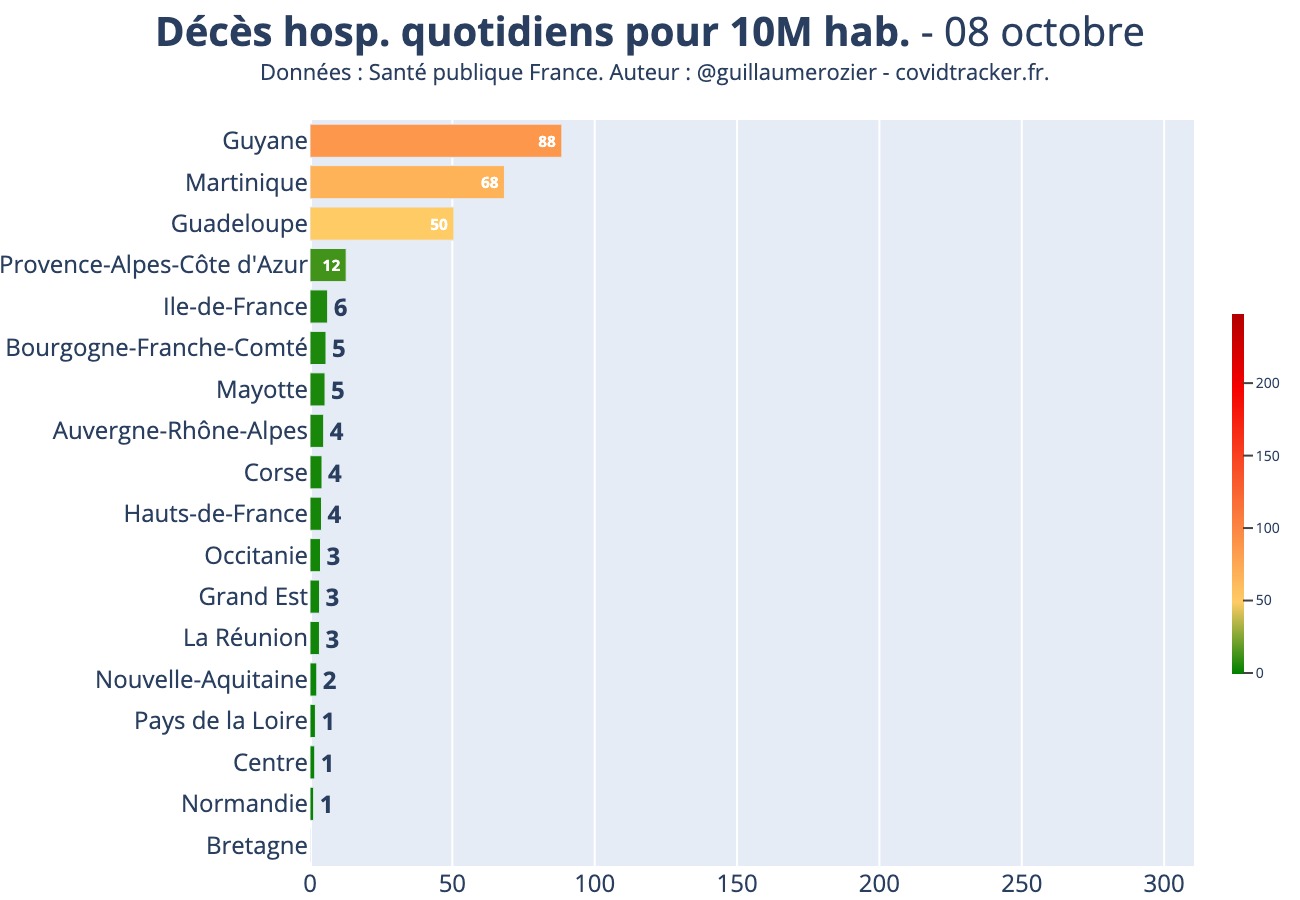 Décès hosp. quotidiens pour 10M hab. - 08 octobre
Données : Santé publique France. Auteur : @guillaumerozier - covidtracker.fr.
Guyane 88
Martinique 68
Guadeloupe 50
Provence-Alpes-Côte d'Azur 12
Ile-de-France 6
Bourgogne-Franche-Comté 5
Mayotte 5
Auvergne-Rhône-Alpes 4
Corse 4
Hauts-de-France 4
Occitanie 3
Grand Est 3
La Réunion 3
Nouvelle-Aquitaine 2
Pays de la Loire 1
Centre 1
Normandie 1
Bretagne
0 50 100 150 200 250 300
200
150
100
50
0